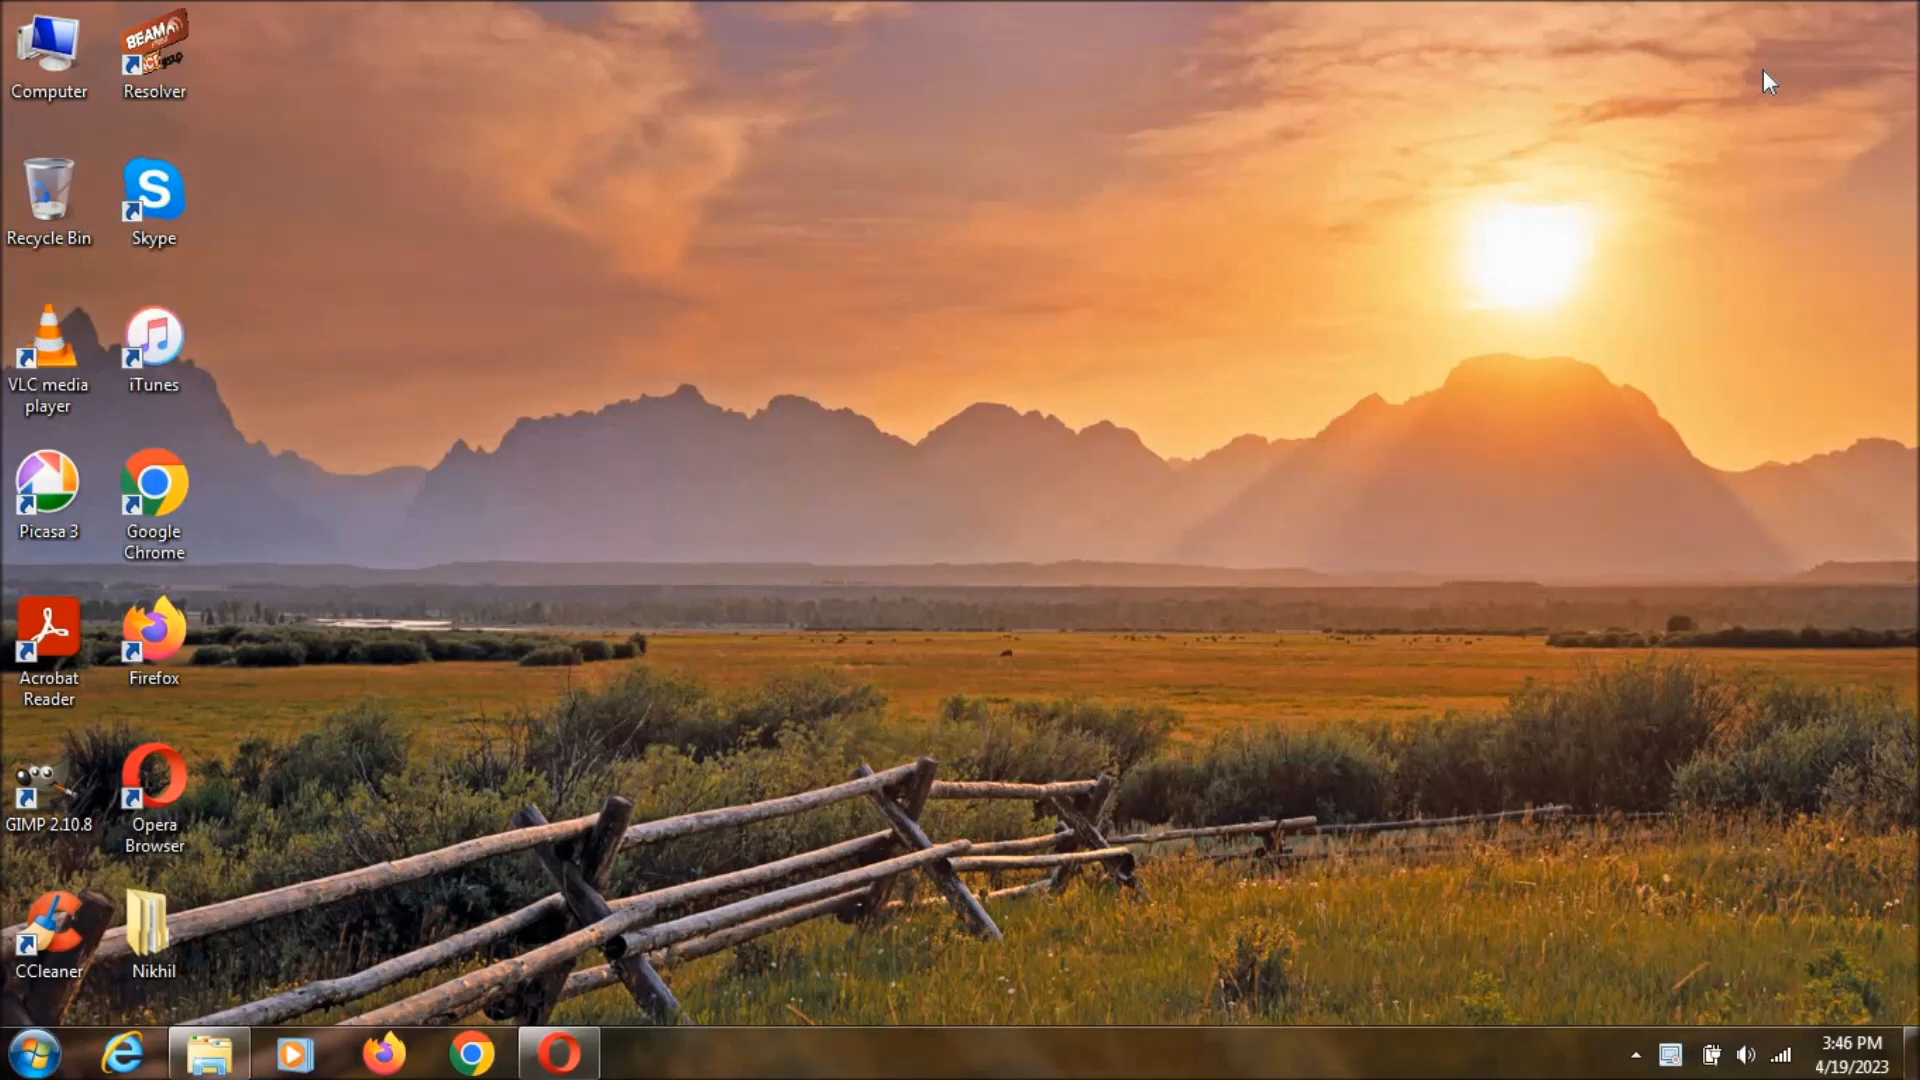 Computer
BEAMA
Resolver
Recycle Bin
S
Skype
VLC media
player
iTunes
Picasa 3
Google
Chrome
Acrobat
Reader
Firefox
GIMP 2.10.8
Opera
Browser
CCleaner
Nikhil
3:46 PM
4/19/2023